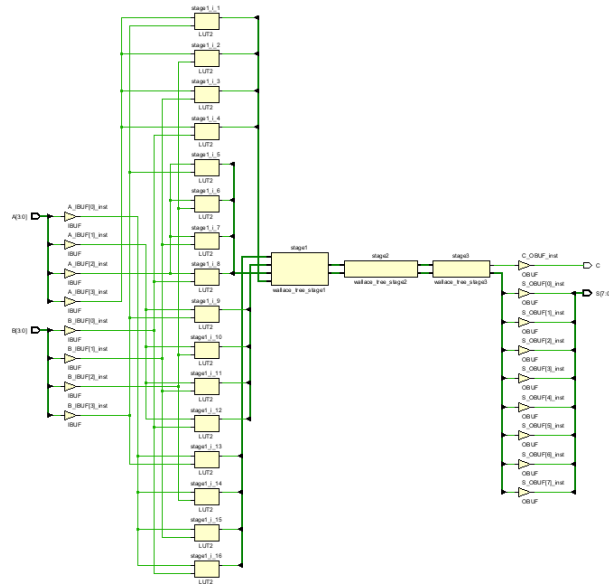 stage1_i_1
LUT2
stage1_i_2
LUT2
stage1_i_3
LUT2
stage1_i_4
LUT2
stage1_i_5
LUT2
stage1_i_6
LUT2
stage1_i_7
LUT2
stage1_i_8
LUT2
stage1_i_9
LUT2
stage1_i_10
LUT2
stage1_i_11
LUT2
stage1_i_12
LUT2
stage1_i_13
LUT2
stage1_i_14
LUT2
stage1_i_15
LUT2
stage1_i_16
LUT2
A[3:0]
A_IBUF[0]_inst
IBUF
A_IBUF[1]_inst
IBUF
A_IBUF[2]_inst
IBUF
A_IBUF[3]_inst
IBUF
B[3:0]
B_IBUF[0]_inst
IBUF
B_IBUF[1]_inst
IBUF
B_IBUF[2]_inst
IBUF
B_IBUF[3]_inst
IBUF
stage1
wallace_tree_stage1
stage2
wallace_tree_stage2
stage3
wallace_tree_stage3
C_OBUF_inst
OBUF
C
S_OBUF[0]_inst
OBUF
S_OBUF[1]_inst
OBUF
S_OBUF[2]_inst
OBUF
S_OBUF[3]_inst
OBUF
S_OBUF[4]_inst
OBUF
S_OBUF[5]_inst
OBUF
S_OBUF[6]_inst
OBUF
S_OBUF[7]_inst
OBUF